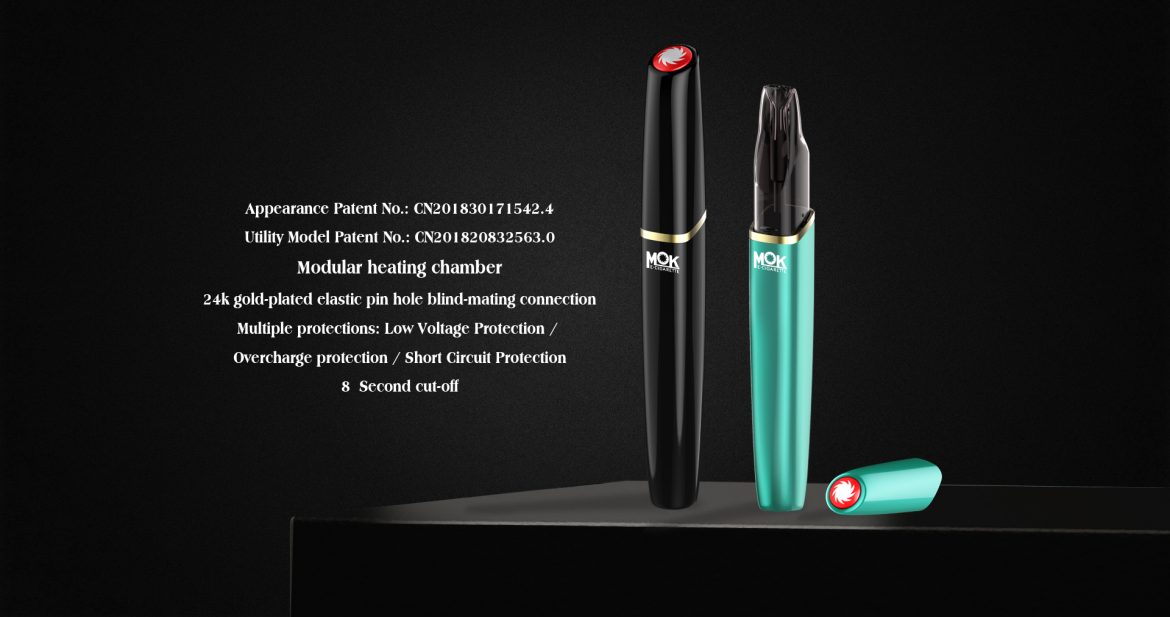 Appearance Patent No.: CN201830171542.4
Utility Model Patent No.: CN201820832563.0
Modular heating chamber
24k gold-plated elastic pin hole blind-mating connection
Multiple protections: Low Voltage Protection /
Overcharge protection / Short Circuit Protection
8 Second cut-off
MOK
E-CIGARETTE
MOK
E-CIGARETTE